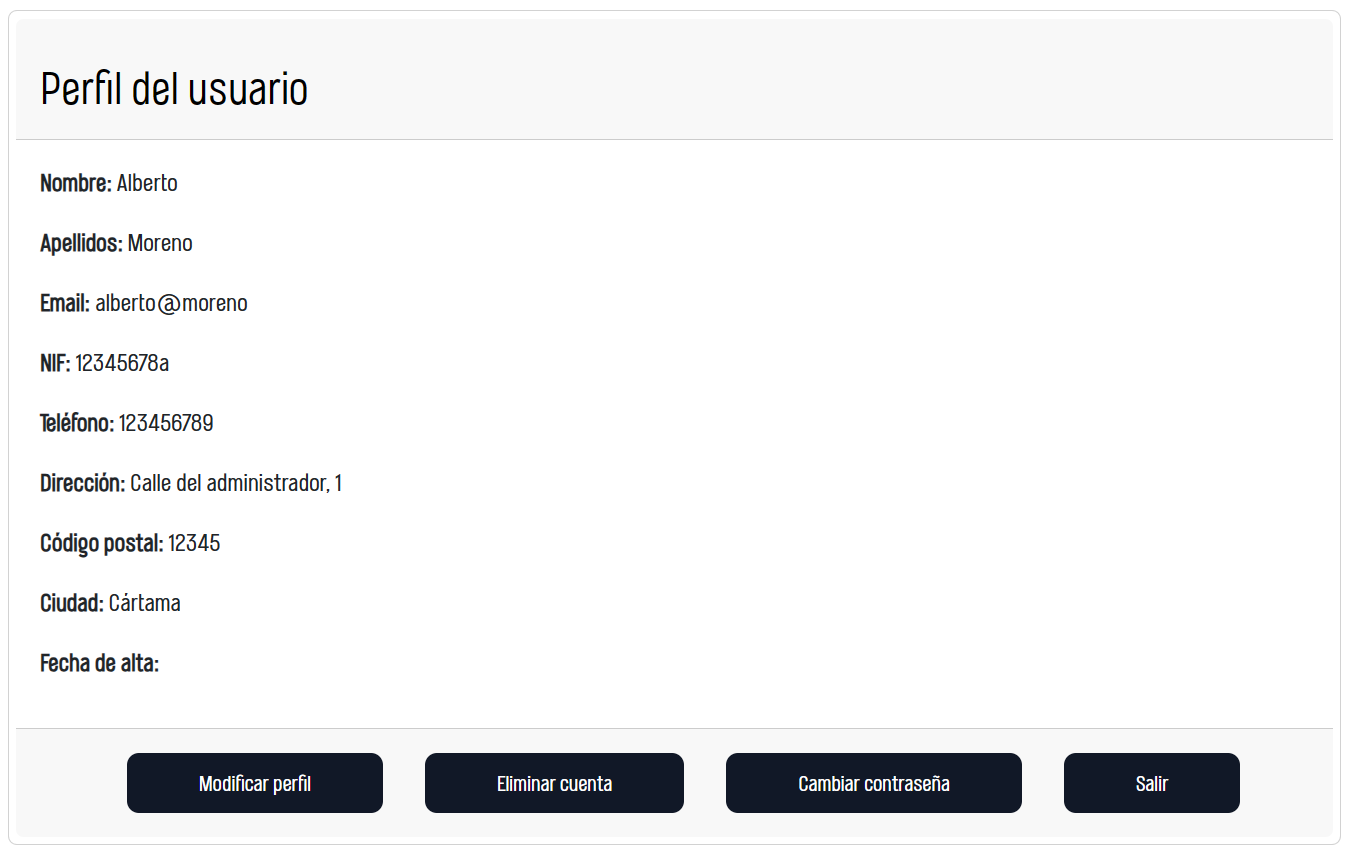 Perfil del usuario
Nombre: Alberto
Apellidos: Moreno
Email: alberto@moreno
NIF: 12345678a
Teléfono: 123456789
Dirección: Calle del administrador, 1
Código postal: 12345
Ciudad: Cártama
Fecha de alta:
Modificar perfil
Eliminar cuenta
Cambiar contraseña
Salir